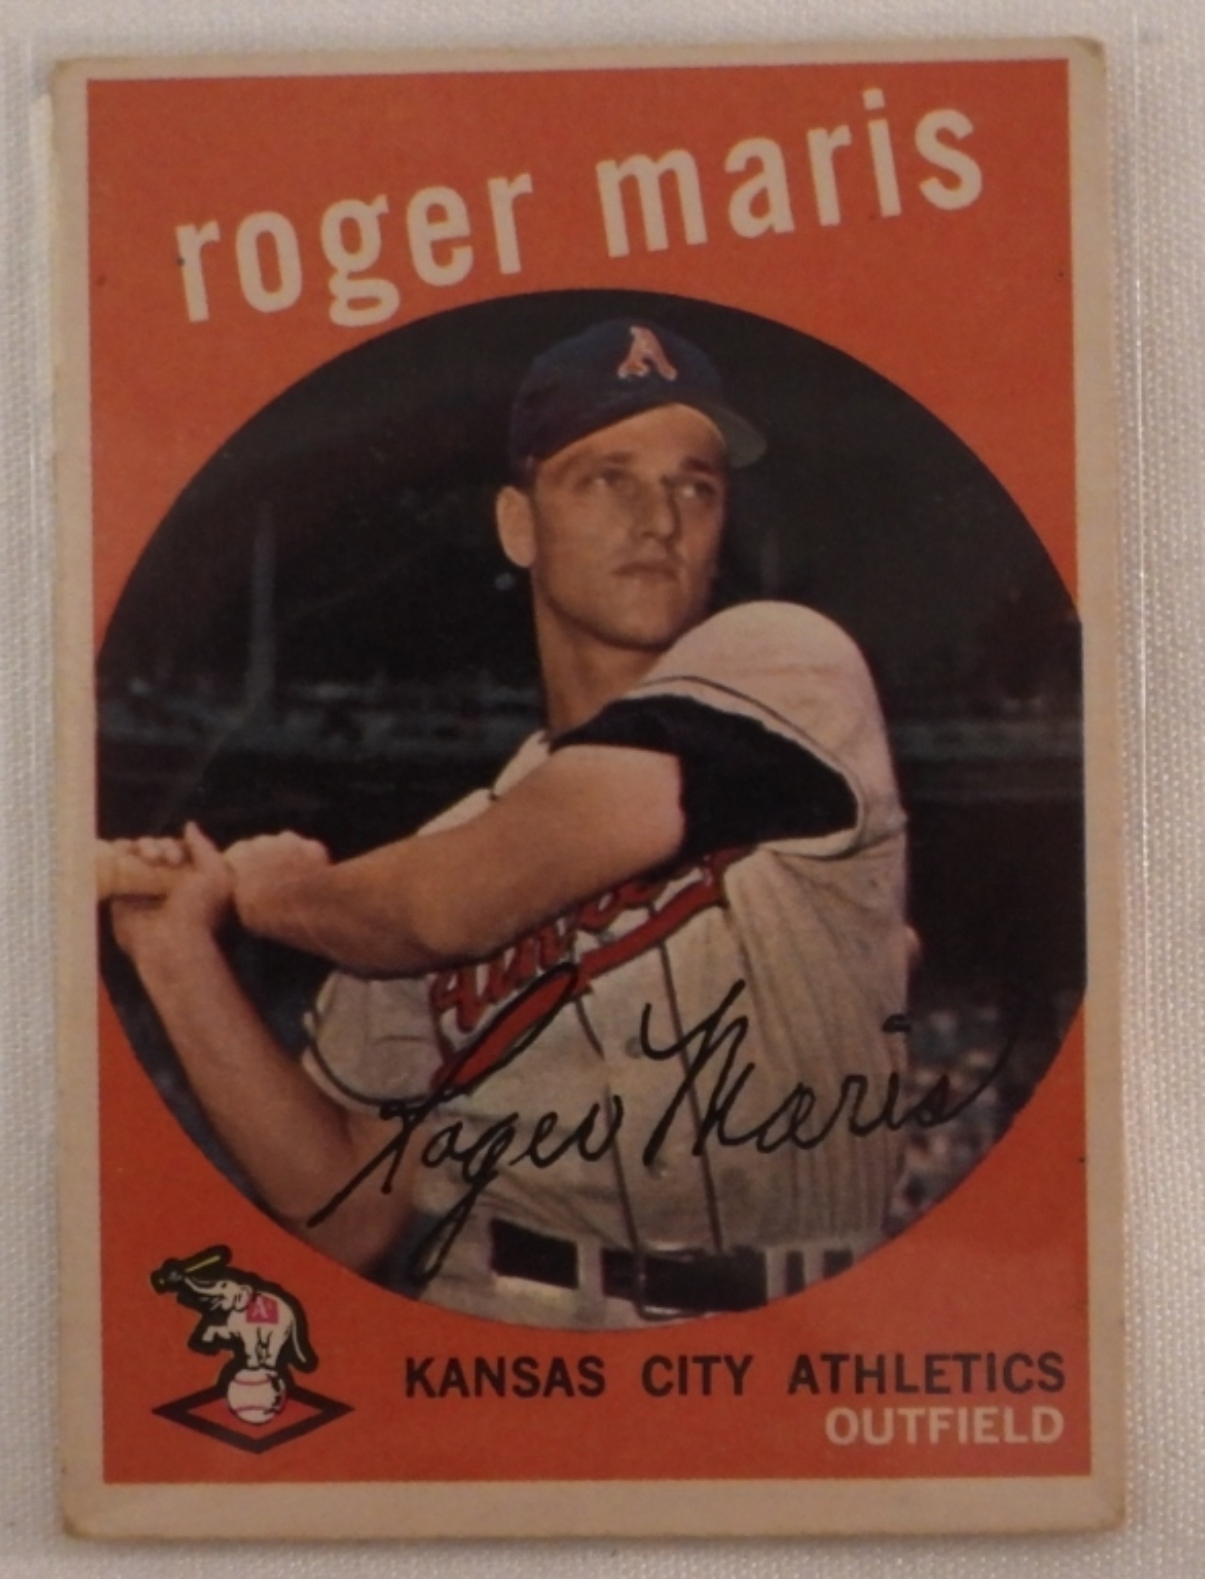 roger maris
A
Roger Maris
A
KANSAS CITY ATHLETICS
OUTFIELD